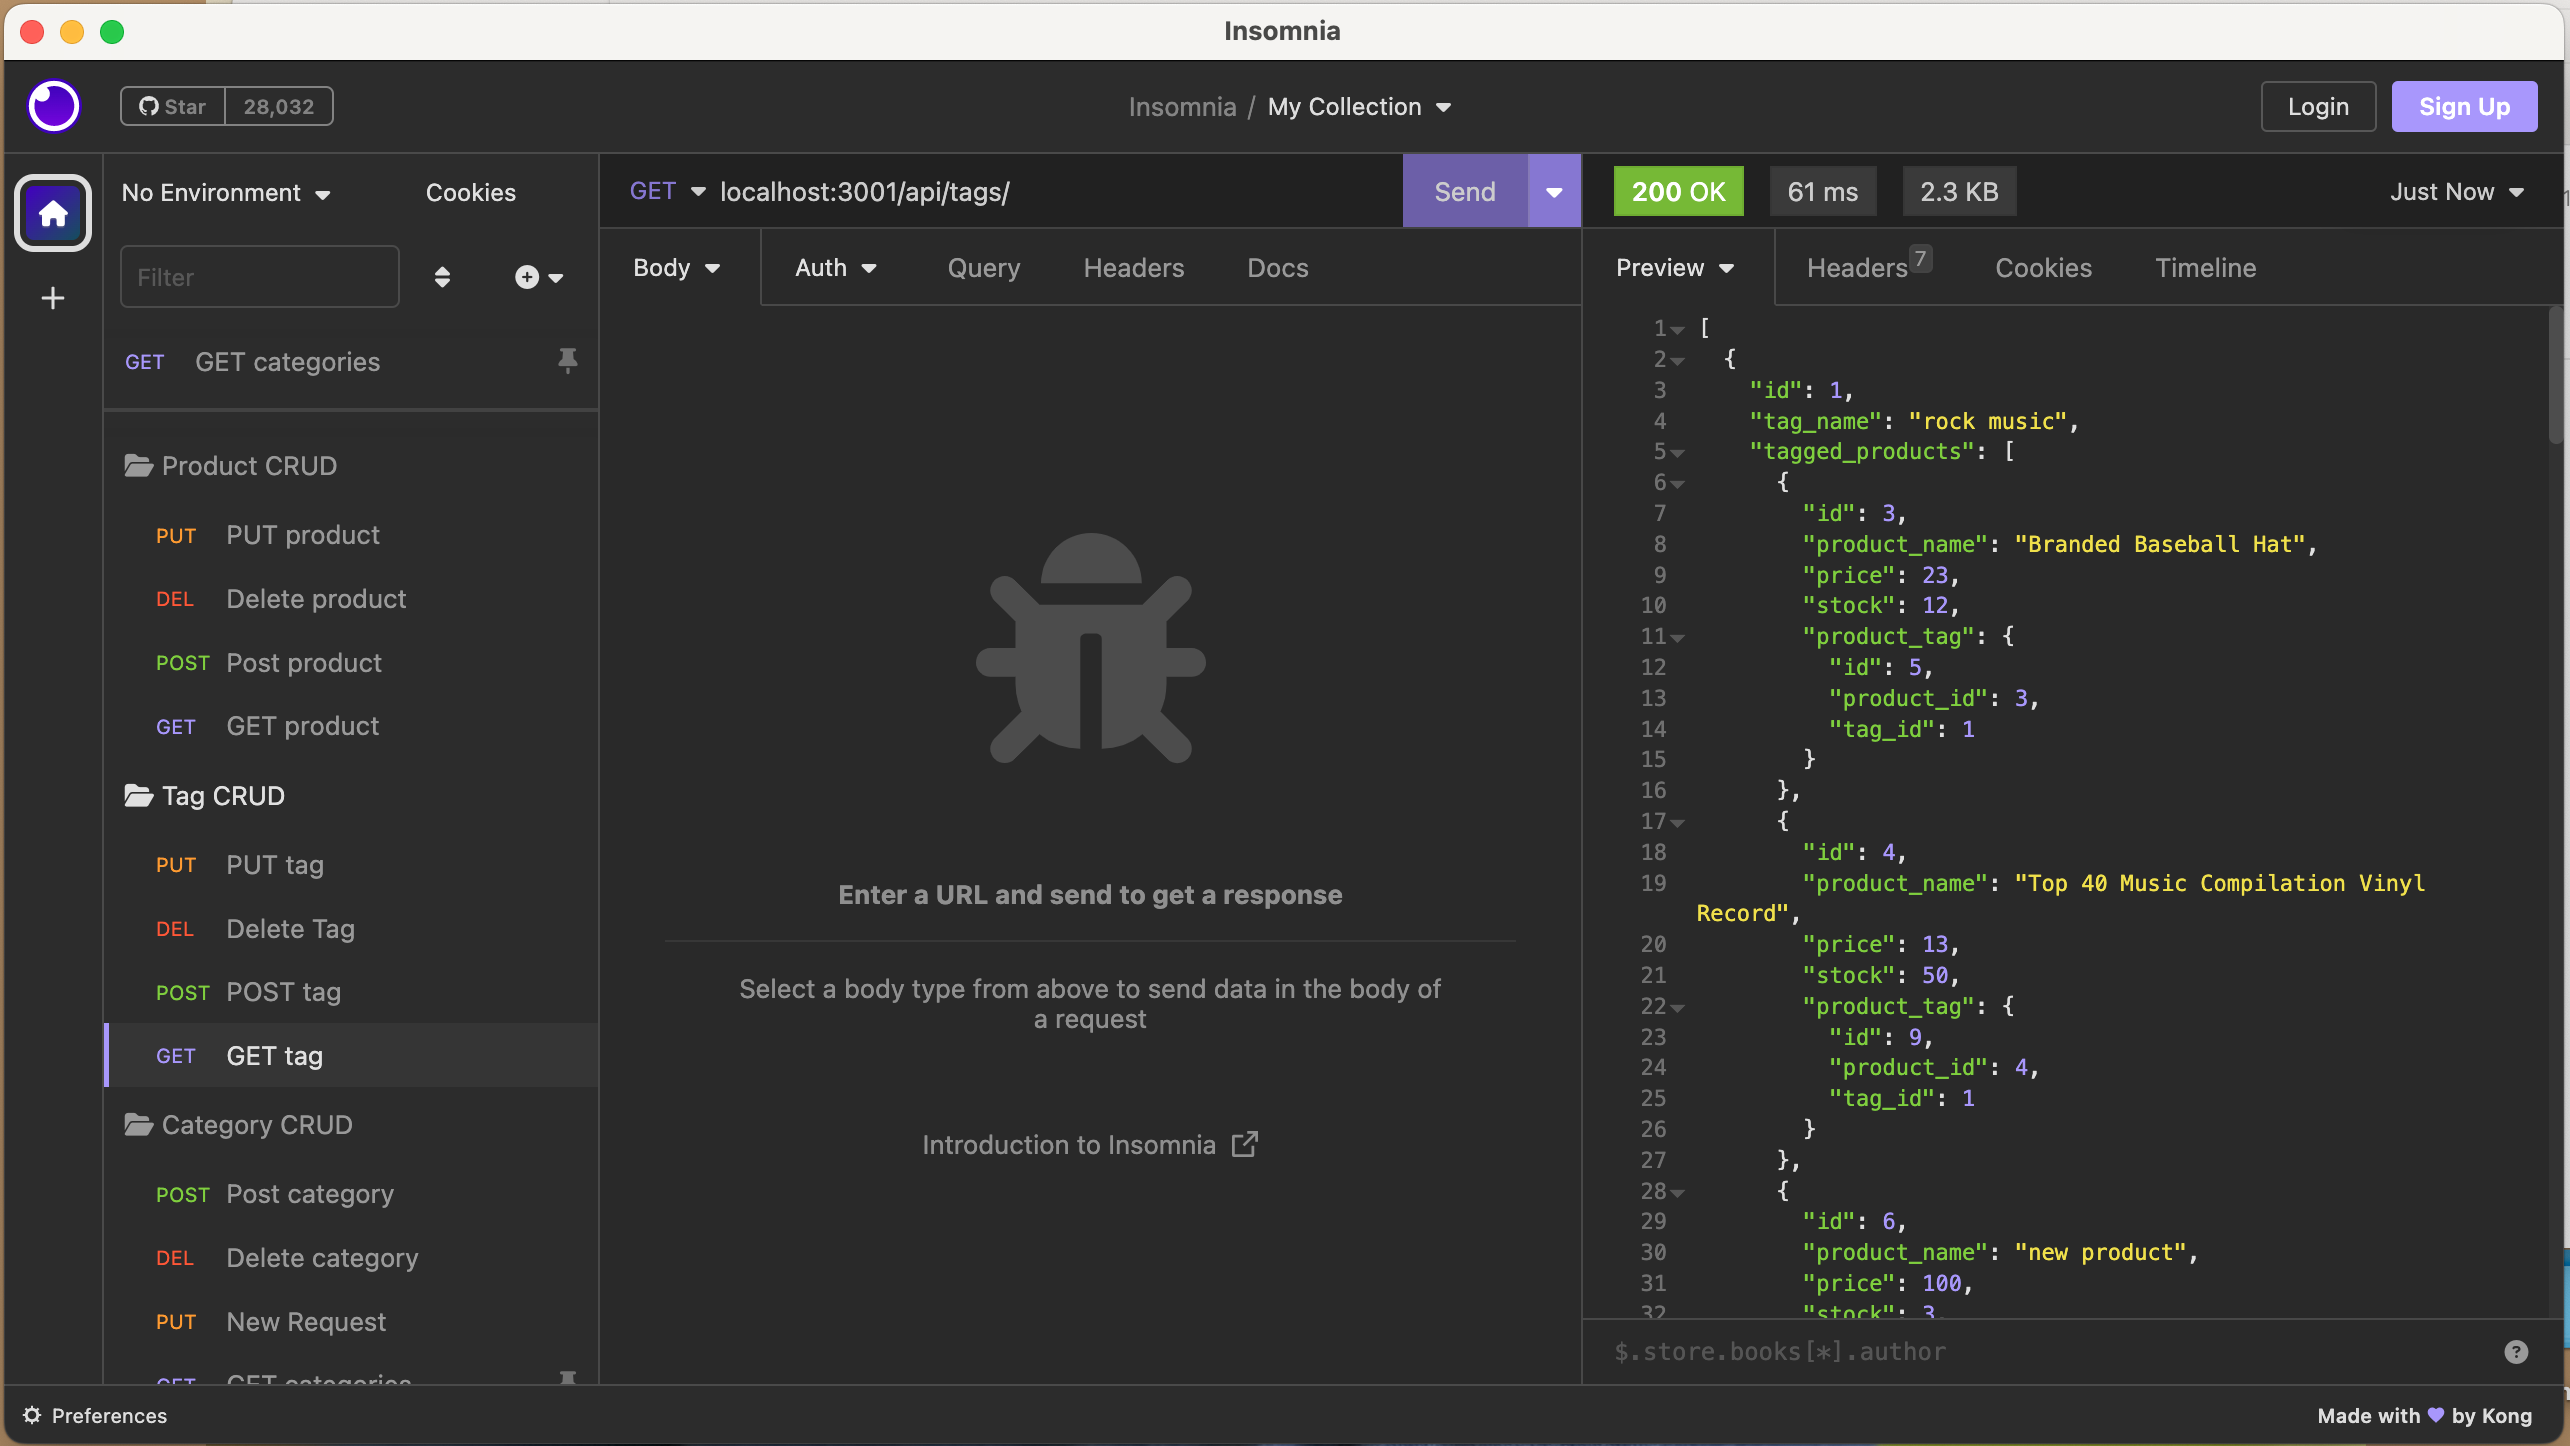 Insomnia
Star 28,032
Insomnia / My Collection
Login
Sign Up
No Environment
Cookies
Filter
GET GET categories
Product CRUD
PUT PUT product
DEL Delete product
POST Post product
GET GET product
Tag CRUD
PUT PUT tag
DEL Delete Tag
POST POST tag
GET GET tag
Category CRUD
POST Post category
DEL Delete category
PUT New Request
GET GET categories
GET localhost:3001/api/tags/
Send
Body Auth Query Headers Docs
Enter a URL and send to get a response
Select a body type from above to send data in the body of
a request
Introduction to Insomnia
200 OK 61 ms 2.3 KB Just Now
Preview Headers 7 Cookies Timeline
1 [
2 {
3 "id": 1,
4 "tag_name": "rock music",
5 "tagged_products": [
6 {
7 "id": 3,
8 "product_name": "Branded Baseball Hat",
9 "price": 23,
10 "stock": 12,
11 "product_tag": {
12 "id": 5,
13 "product_id": 3,
14 "tag_id": 1
15 }
16 },
17 {
18 "id": 4,
19 "product_name": "Top 40 Music Compilation Vinyl
Record",
20 "price": 13,
21 "stock": 50,
22 "product_tag": {
23 "id": 9,
24 "product_id": 4,
25 "tag_id": 1
26 }
27 },
28 {
29 "id": 6,
30 "product_name": "new product",
31 "price": 100,
32 "stock": 3,
$.store.books[*].author
?
Preferences
Made with by Kong